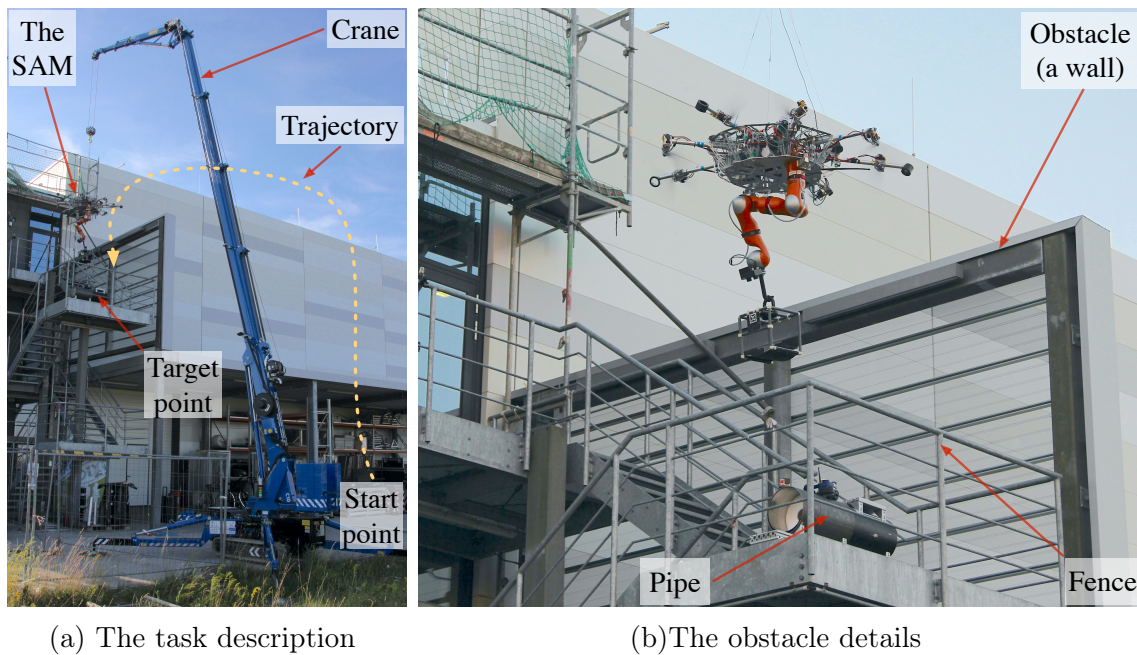 The
SAM
Crane
Trajectory
Target
point
Start
point
Obstacle
(a wall)
Pipe
Fence
(a) The task description
(b)The obstacle details